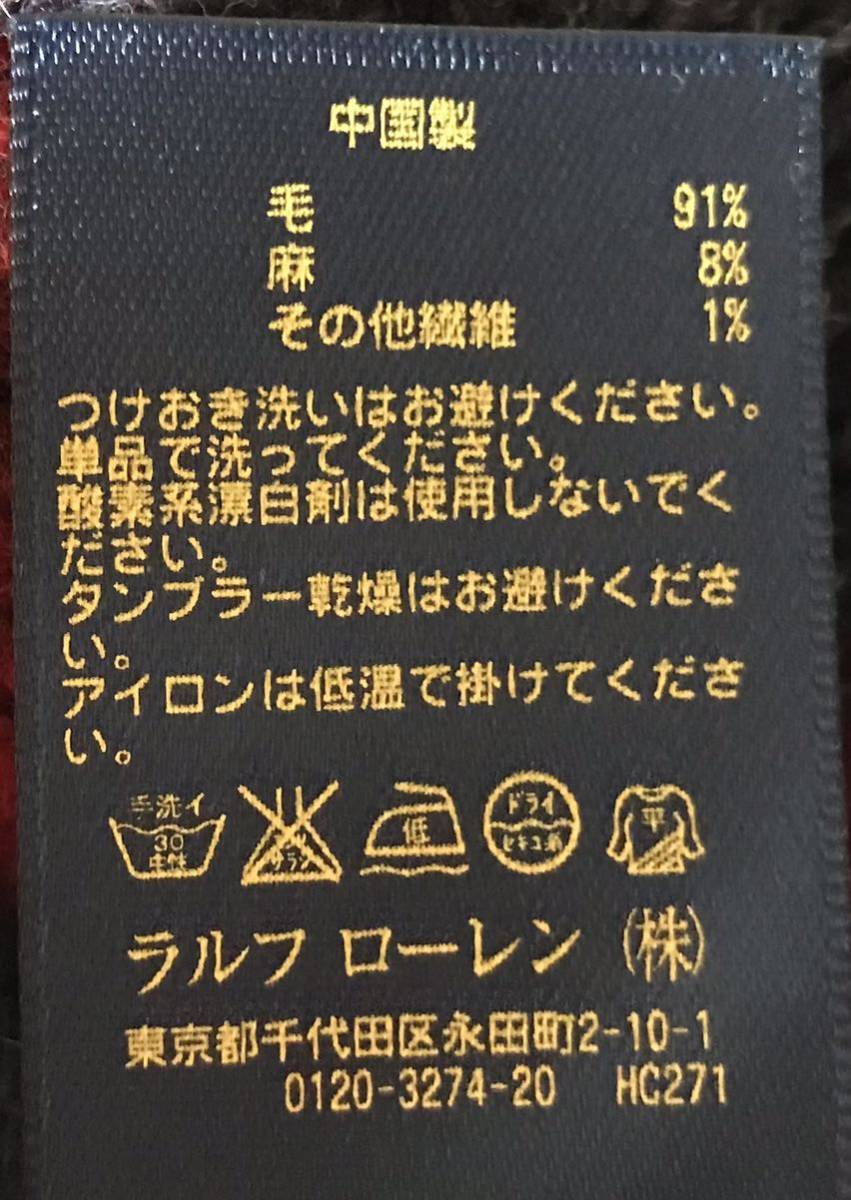 中国製
毛 91%
麻 8%
その他繊維 1%
つけおき洗いはお避けください。
単品で洗ってください。
酸素系漂白剤は使用しないでく
ださい。
タンブラー乾燥はお避けくださ
い。
アイロンは低温で掛けてくださ
い。
手洗イ
30
中性
サラシ
低
ドライ
セキユ系
平
ラルフ ローレン (株)
東京都千代田区永田町2-10-1
0120-3274-20 HC271